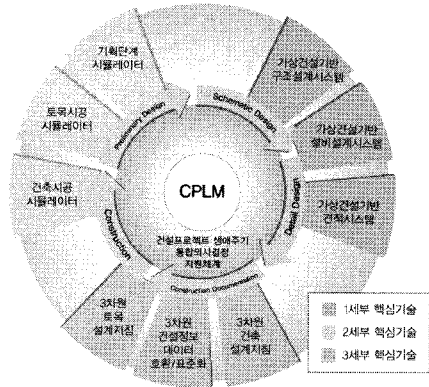 기획단계
시뮬레이터
토목시공
시뮬레이터
건축시공
시뮬레이터
가상건설기반
구조설계시스템
가상건설기반
설비설계시스템
가상건설기반
견적시스템
Preliminary Design
Schematic Design
Detail Design
Construction Documentation
Construction
CPLM
건설프로젝트 생애주기
통합의사결정
지원체계
3차원
토목
설계지침
3차원
건설정보
데이터
호환/표준화
3차원
건축
설계지침
1세부 핵심기술
2세부 핵심기술
3세부 핵심기술